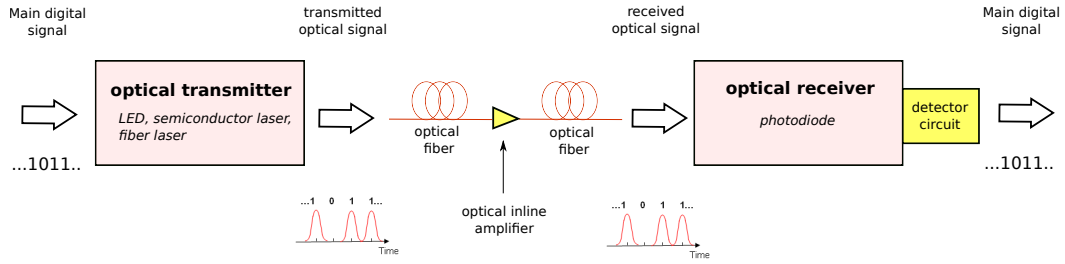 Main digital
signal
transmitted
optical signal
received
optical signal
Main digital
signal
optical transmitter
LED, semiconductor laser,
fiber laser
optical
fiber
optical
fiber
optical receiver
photodiode
detector
circuit
...1011..
...1011..
...1 0 1 1...
Time
optical inline
amplifier
...1 0 1 1...
Time